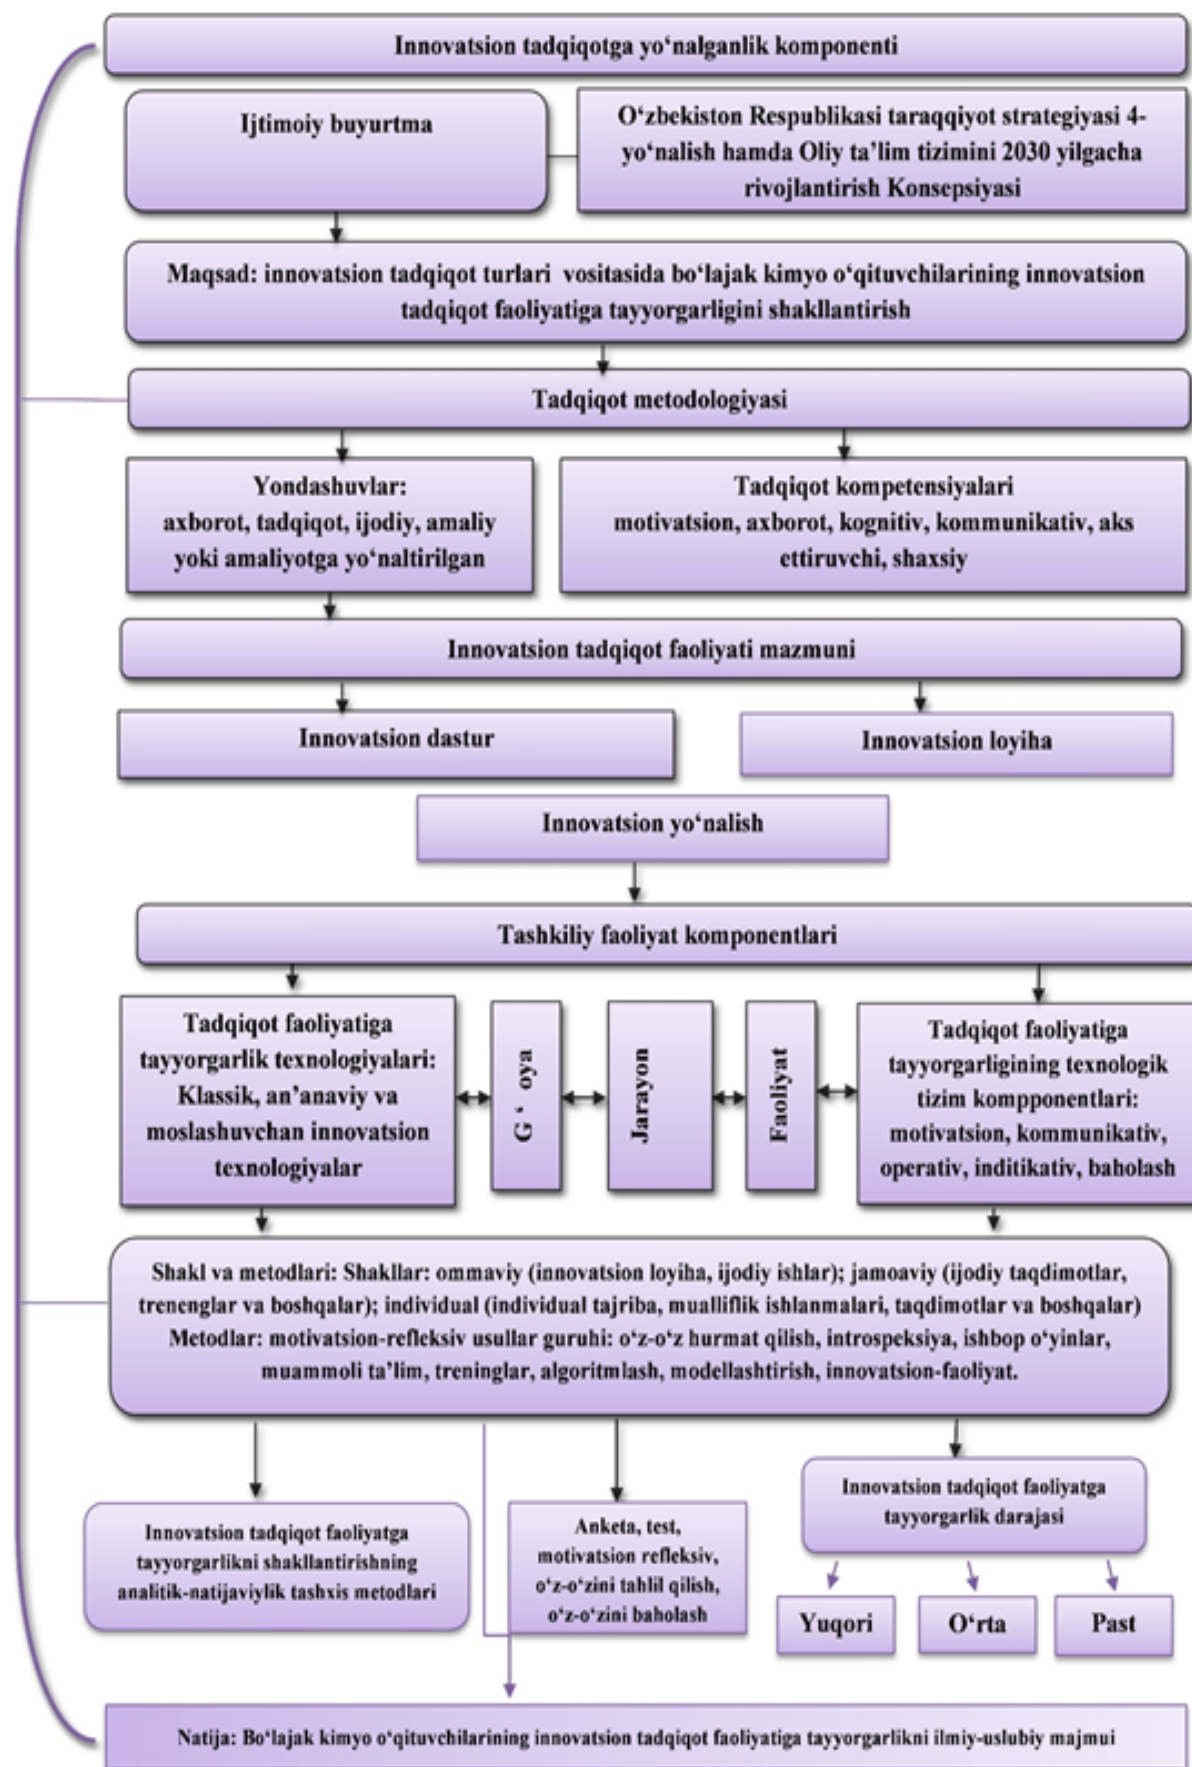 Innovatsion tadqiqotga yo‘nalganlik komponenti
Ijtimoiy buyurtma
O‘zbekiston Respublikasi taraqqiyot strategiyasi 4-
yo‘nalish hamda Oliy ta’lim tizimini 2030 yilgacha
rivojlantirish Konsepsiyasi
Maqsad: innovatsion tadqiqot turlari vositasida bo‘lajak kimyo o‘qituvchilarining innovatsion
tadqiqot faoliyatiga tayyorgarligini shakllantirish
Tadqiqot metodologiyasi
Yondashuvlar:
axborot, tadqiqot, ijodiy, amaliy
yoki amaliyotga yo‘naltirilgan
Tadqiqot kompetensiyalari
motivatsion, axborot, kognitiv, kommunikativ, aks
ettiruvchi, shaxsiy
Innovatsion tadqiqot faoliyati mazmuni
Innovatsion dastur
Innovatsion loyiha
Innovatsion yo‘nalish
Tashkiliy faoliyat komponentlari
Tadqiqot faoliyatiga
tayyorgarlik texnologiyalari:
Klassik, an’anaviy va
moslashuvchan innovatsion
texnologiyalar
G‘ oya
Jarayon
Faoliyat
Tadqiqot faoliyatiga
tayyorgarligining texnologik
tizim kompponentlari:
motivatsion, kommunikativ,
operativ, inditikativ, baholash
Shakl va metodlari: Shakllar: ommaviy (innovatsion loyiha, ijodiy ishlar); jamoaviy (ijodiy taqdimotlar,
trenenglar va boshqalar); individual (individual tajriba, mualliflik ishlanmalari, taqdimotlar va boshqalar)
Metodlar: motivatsion-refleksiv usullar guruhi: o‘z-o‘z hurmat qilish, introspeksiya, ishbop o‘yinlar,
muammoli ta’lim, treninglar, algoritmlash, modellashtirish, innovatsion-faoliyat.
Innovatsion tadqiqot faoliyatga
tayyorgarlikni shakllantirishning
analitik-natijaviylik tashxis metodlari
Anketa, test,
motivatsion refleksiv,
o‘z-o‘zini tahlil qilish,
o‘z-o‘zini baholash
Innovatsion tadqiqot faoliyatga
tayyorgarlik darajasi
Yuqori
O‘rta
Past
Natija: Bo‘lajak kimyo o‘qituvchilarining innovatsion tadqiqot faoliyatiga tayyorgarlikni ilmiy-uslubiy majmui